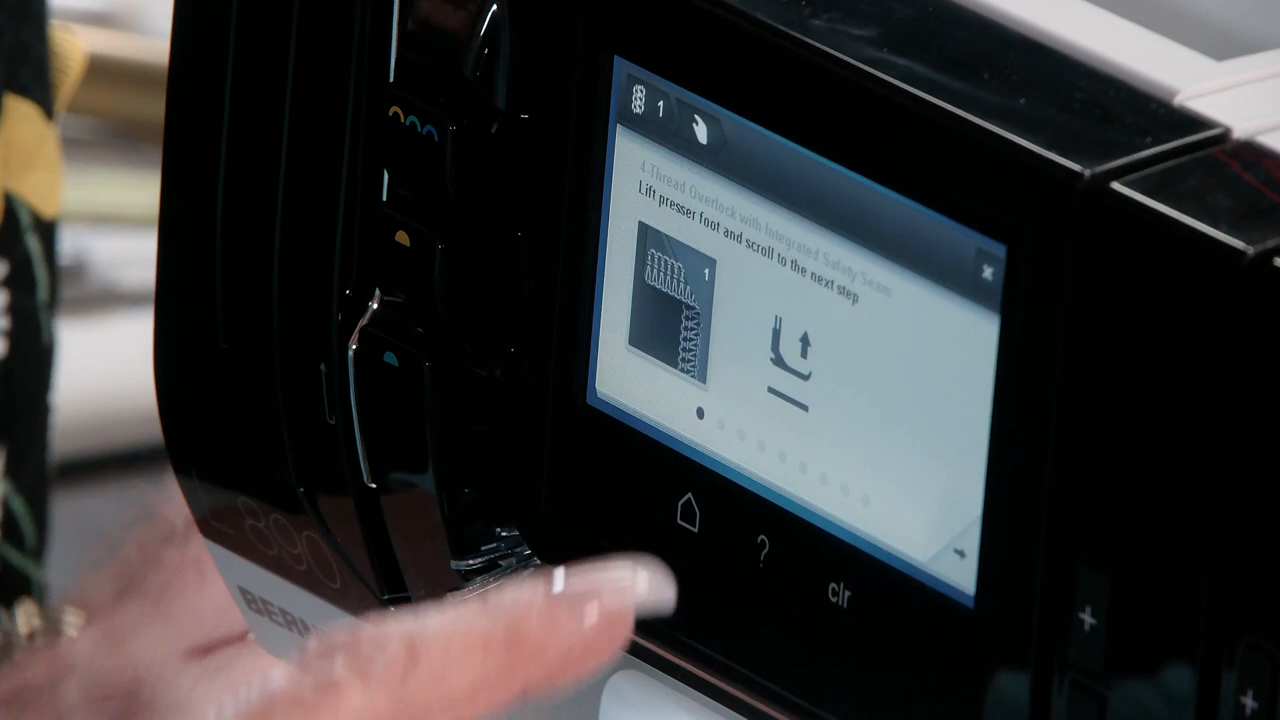 1
4-Thread Overlock with Integrated Safety Seam
Lift presser foot and scroll to the next step
1
?
clr
L 890
BERN
+
+